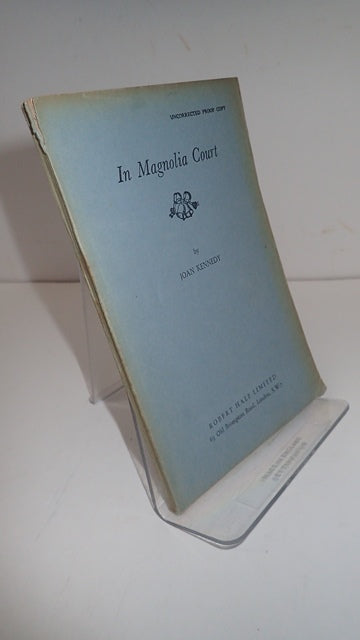 UNCORRECTED PROOF COPY
In Magnolia Court
by
JOAN KENNEDY
ROBERT HALE LIMITED
63 Old Brompton Road, London, S.W.7